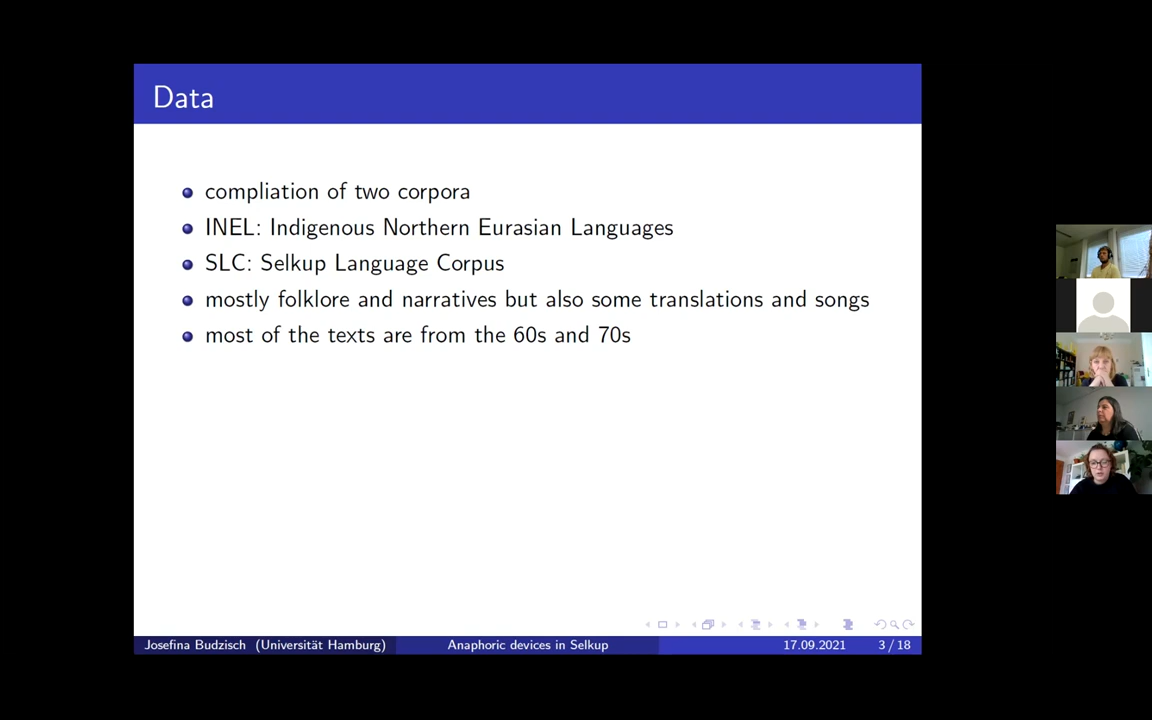 Data
compliation of two corpora
INEL: Indigenous Northern Eurasian Languages
SLC: Selkup Language Corpus
mostly folklore and narratives but also some translations and songs
most of the texts are from the 60s and 70s
Josefina Budzisch (Universität Hamburg) Anaphoric devices in Selkup 17.09.2021 3 / 18